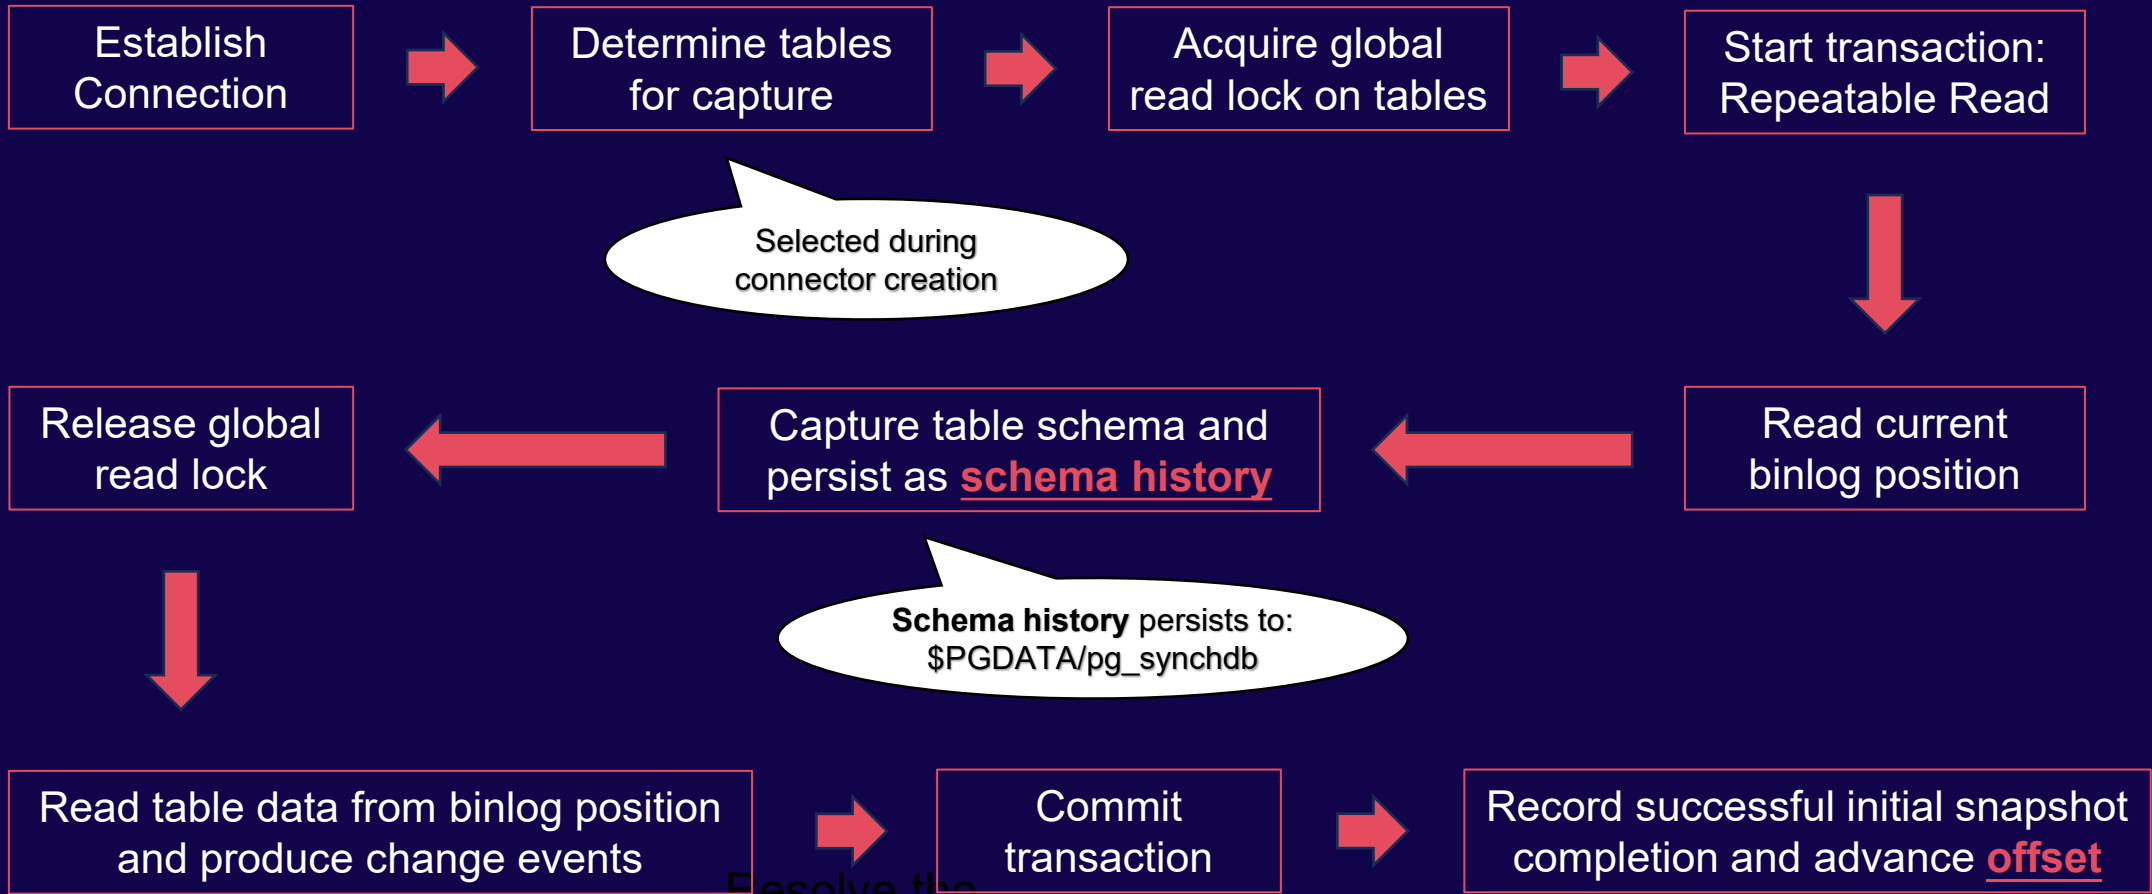 Establish
Connection
Determine tables
for capture
Acquire global
read lock on tables
Start transaction:
Repeatable Read
Selected during
connector creation
Read current
binlog position
Capture table schema and
persist as schema history
Release global
read lock
Schema history persists to:
$PGDATA/pg_synchdb
Read table data from binlog position
and produce change events
Commit
transaction
Record successful initial snapshot
completion and advance offset
Resolve the